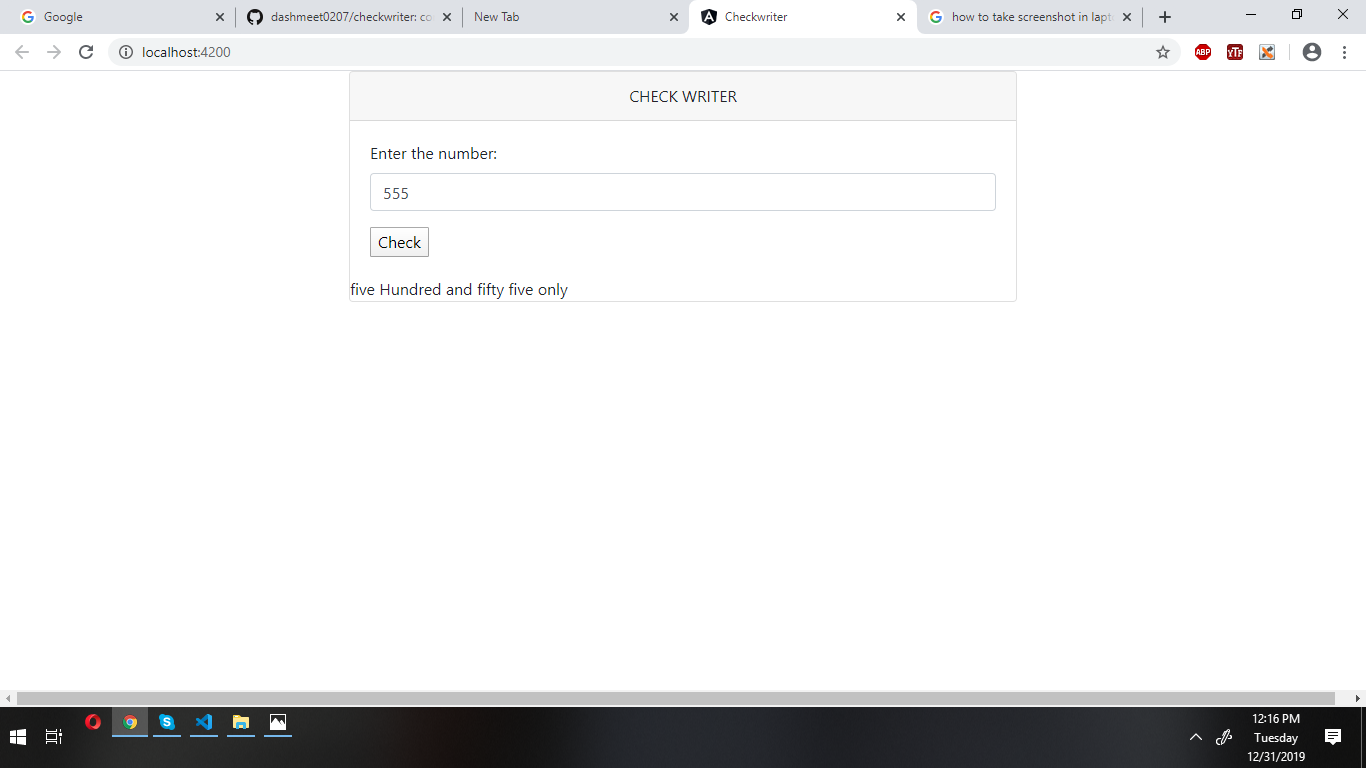 Google
dashmeet0207/checkwriter: co
New Tab
Checkwriter
how to take screenshot in lapt
localhost:4200
ABP
YTF
CHECK WRITER
Enter the number:
555
Check
five Hundred and fifty five only
12:16 PM
Tuesday
12/31/2019